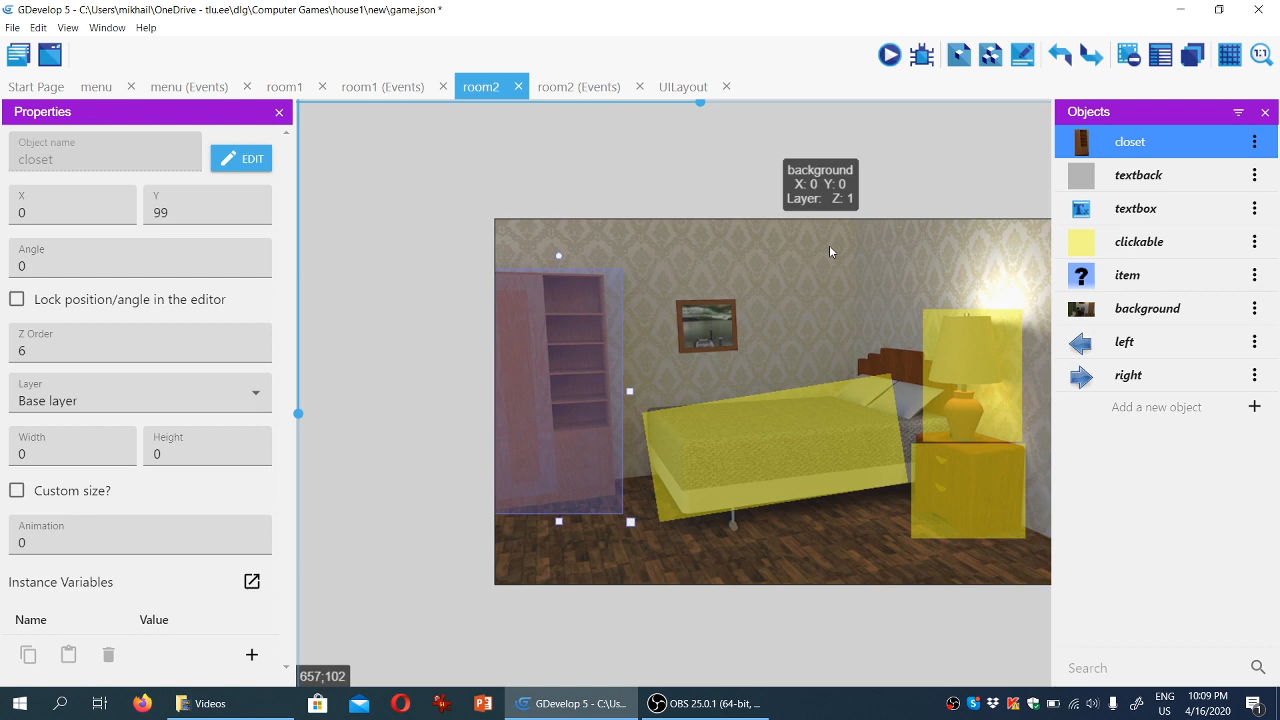 GDevelop 5 - C:\Users\mikhail\OneDrive - tlu.ee\dlg\Computer Games\house1\new\game.json *
File Edit View Window Help
1:1
Start Page menu menu (Events) room1 room1 (Events) room2 room2 (Events) UILayout
Properties
Object name
closet
EDIT
X
0
Y
99
Angle
0
Lock position/angle in the editor
Z Order
6
Layer
Base layer
Width
0
Height
0
Custom size?
Animation
0
Instance Variables
Name Value
background
X: 0 Y: 0
Layer: Z: 1
657;102
Objects
closet
textback
Tx textbox
clickable
? item
background
left
right
Add a new object
Search
Videos
GDevelop 5 - C:\Us...
OBS 25.0.1 (64-bit, ...
ENG
US
10:09 PM
4/16/2020
1